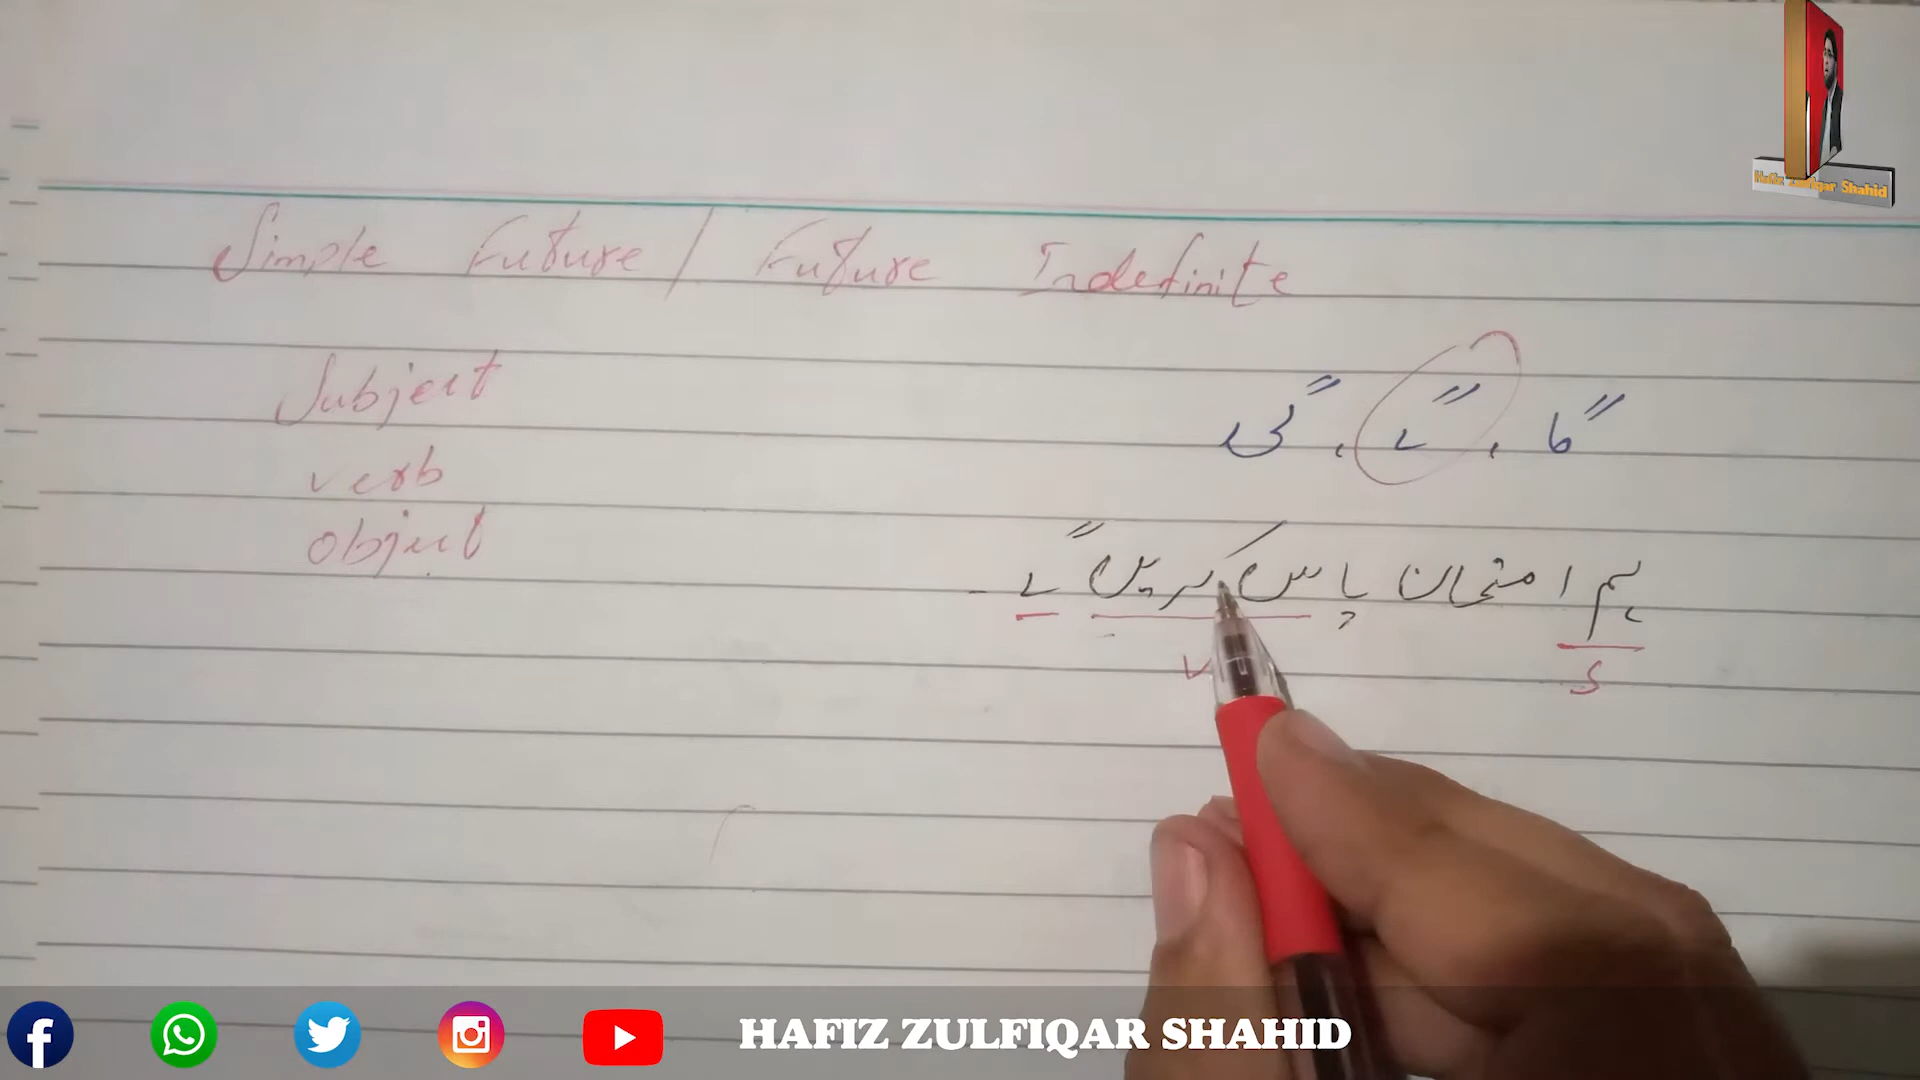 Hafiz Zulfiqar Shahid
Simple Future / Future Indefinite
Subject
گا ، گے ، گی
verb
object
ہم امتحان پاس کریں گے -
S
V
HAFIZ ZULFIQAR SHAHID